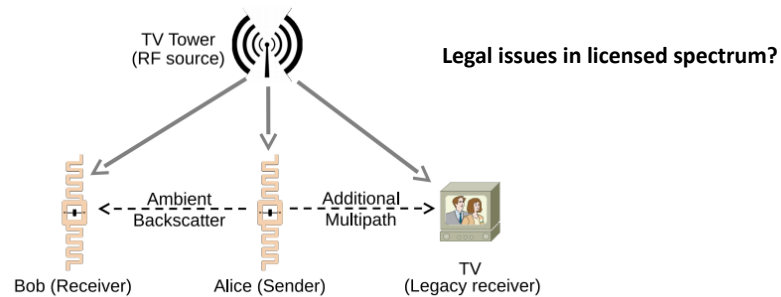 TV Tower
(RF source)
Legal issues in licensed spectrum?
Ambient
Backscatter
Additional
Multipath
Bob (Receiver)
Alice (Sender)
TV
(Legacy receiver)